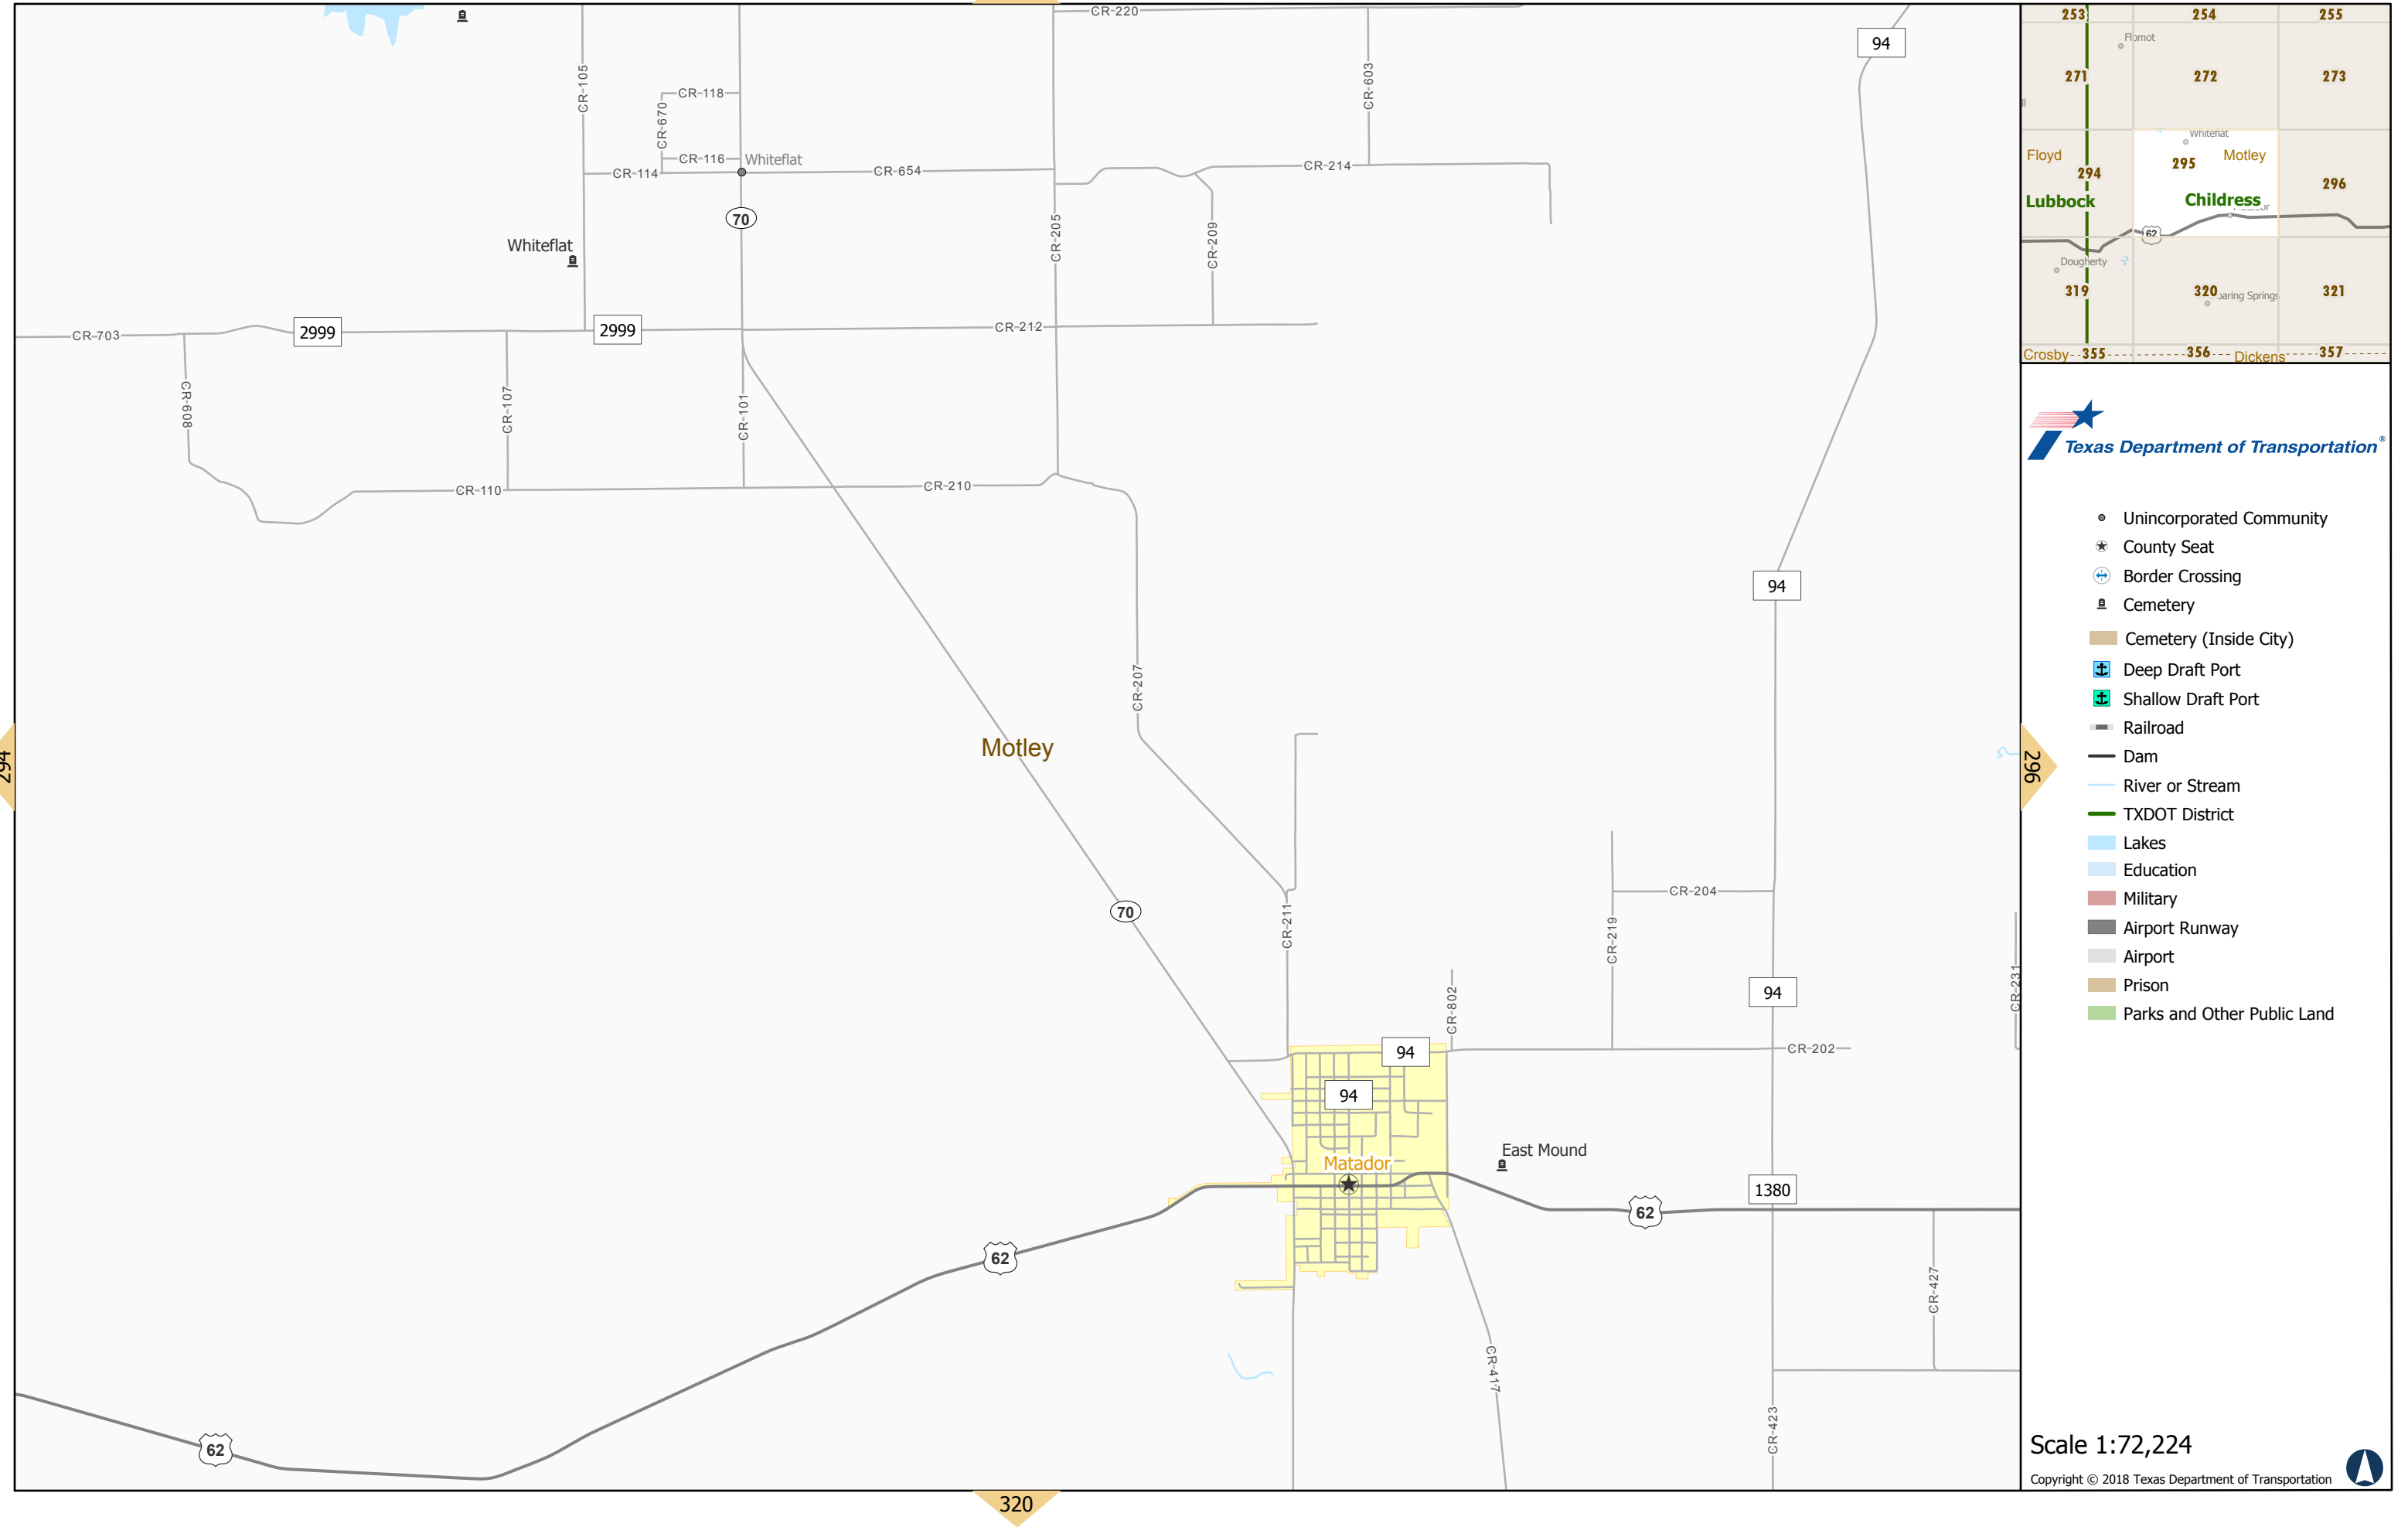 CR-220
94
CR-105
CR-118
CR-670
CR-603
CR-116
Whiteflat
CR-114
CR-654
CR-214
70
Whiteflat
CR-205
CR-209
CR-703
2999
2999
CR-212
CR-608
CR-107
CR-101
CR-110
CR-210
94
CR-207
Motley
294
296
CR-204
70
CR-211
CR-219
CR-802
94
CR-231
94
CR-202
94
East Mound
Matador
1380
62
62
CR-427
CR-417
CR-423
62
320
253
254
255
Flomot
271
272
273
Whiteflat
Floyd
295
Motley
294
296
Lubbock
Childress
62
Dougherty
319
320
aring Springs
321
Crosby
355
356
Dickens
357
Texas Department of Transportation®
Unincorporated Community
County Seat
Border Crossing
Cemetery
Cemetery (Inside City)
Deep Draft Port
Shallow Draft Port
Railroad
Dam
River or Stream
TXDOT District
Lakes
Education
Military
Airport Runway
Airport
Prison
Parks and Other Public Land
Scale 1:72,224
Copyright © 2018 Texas Department of Transportation